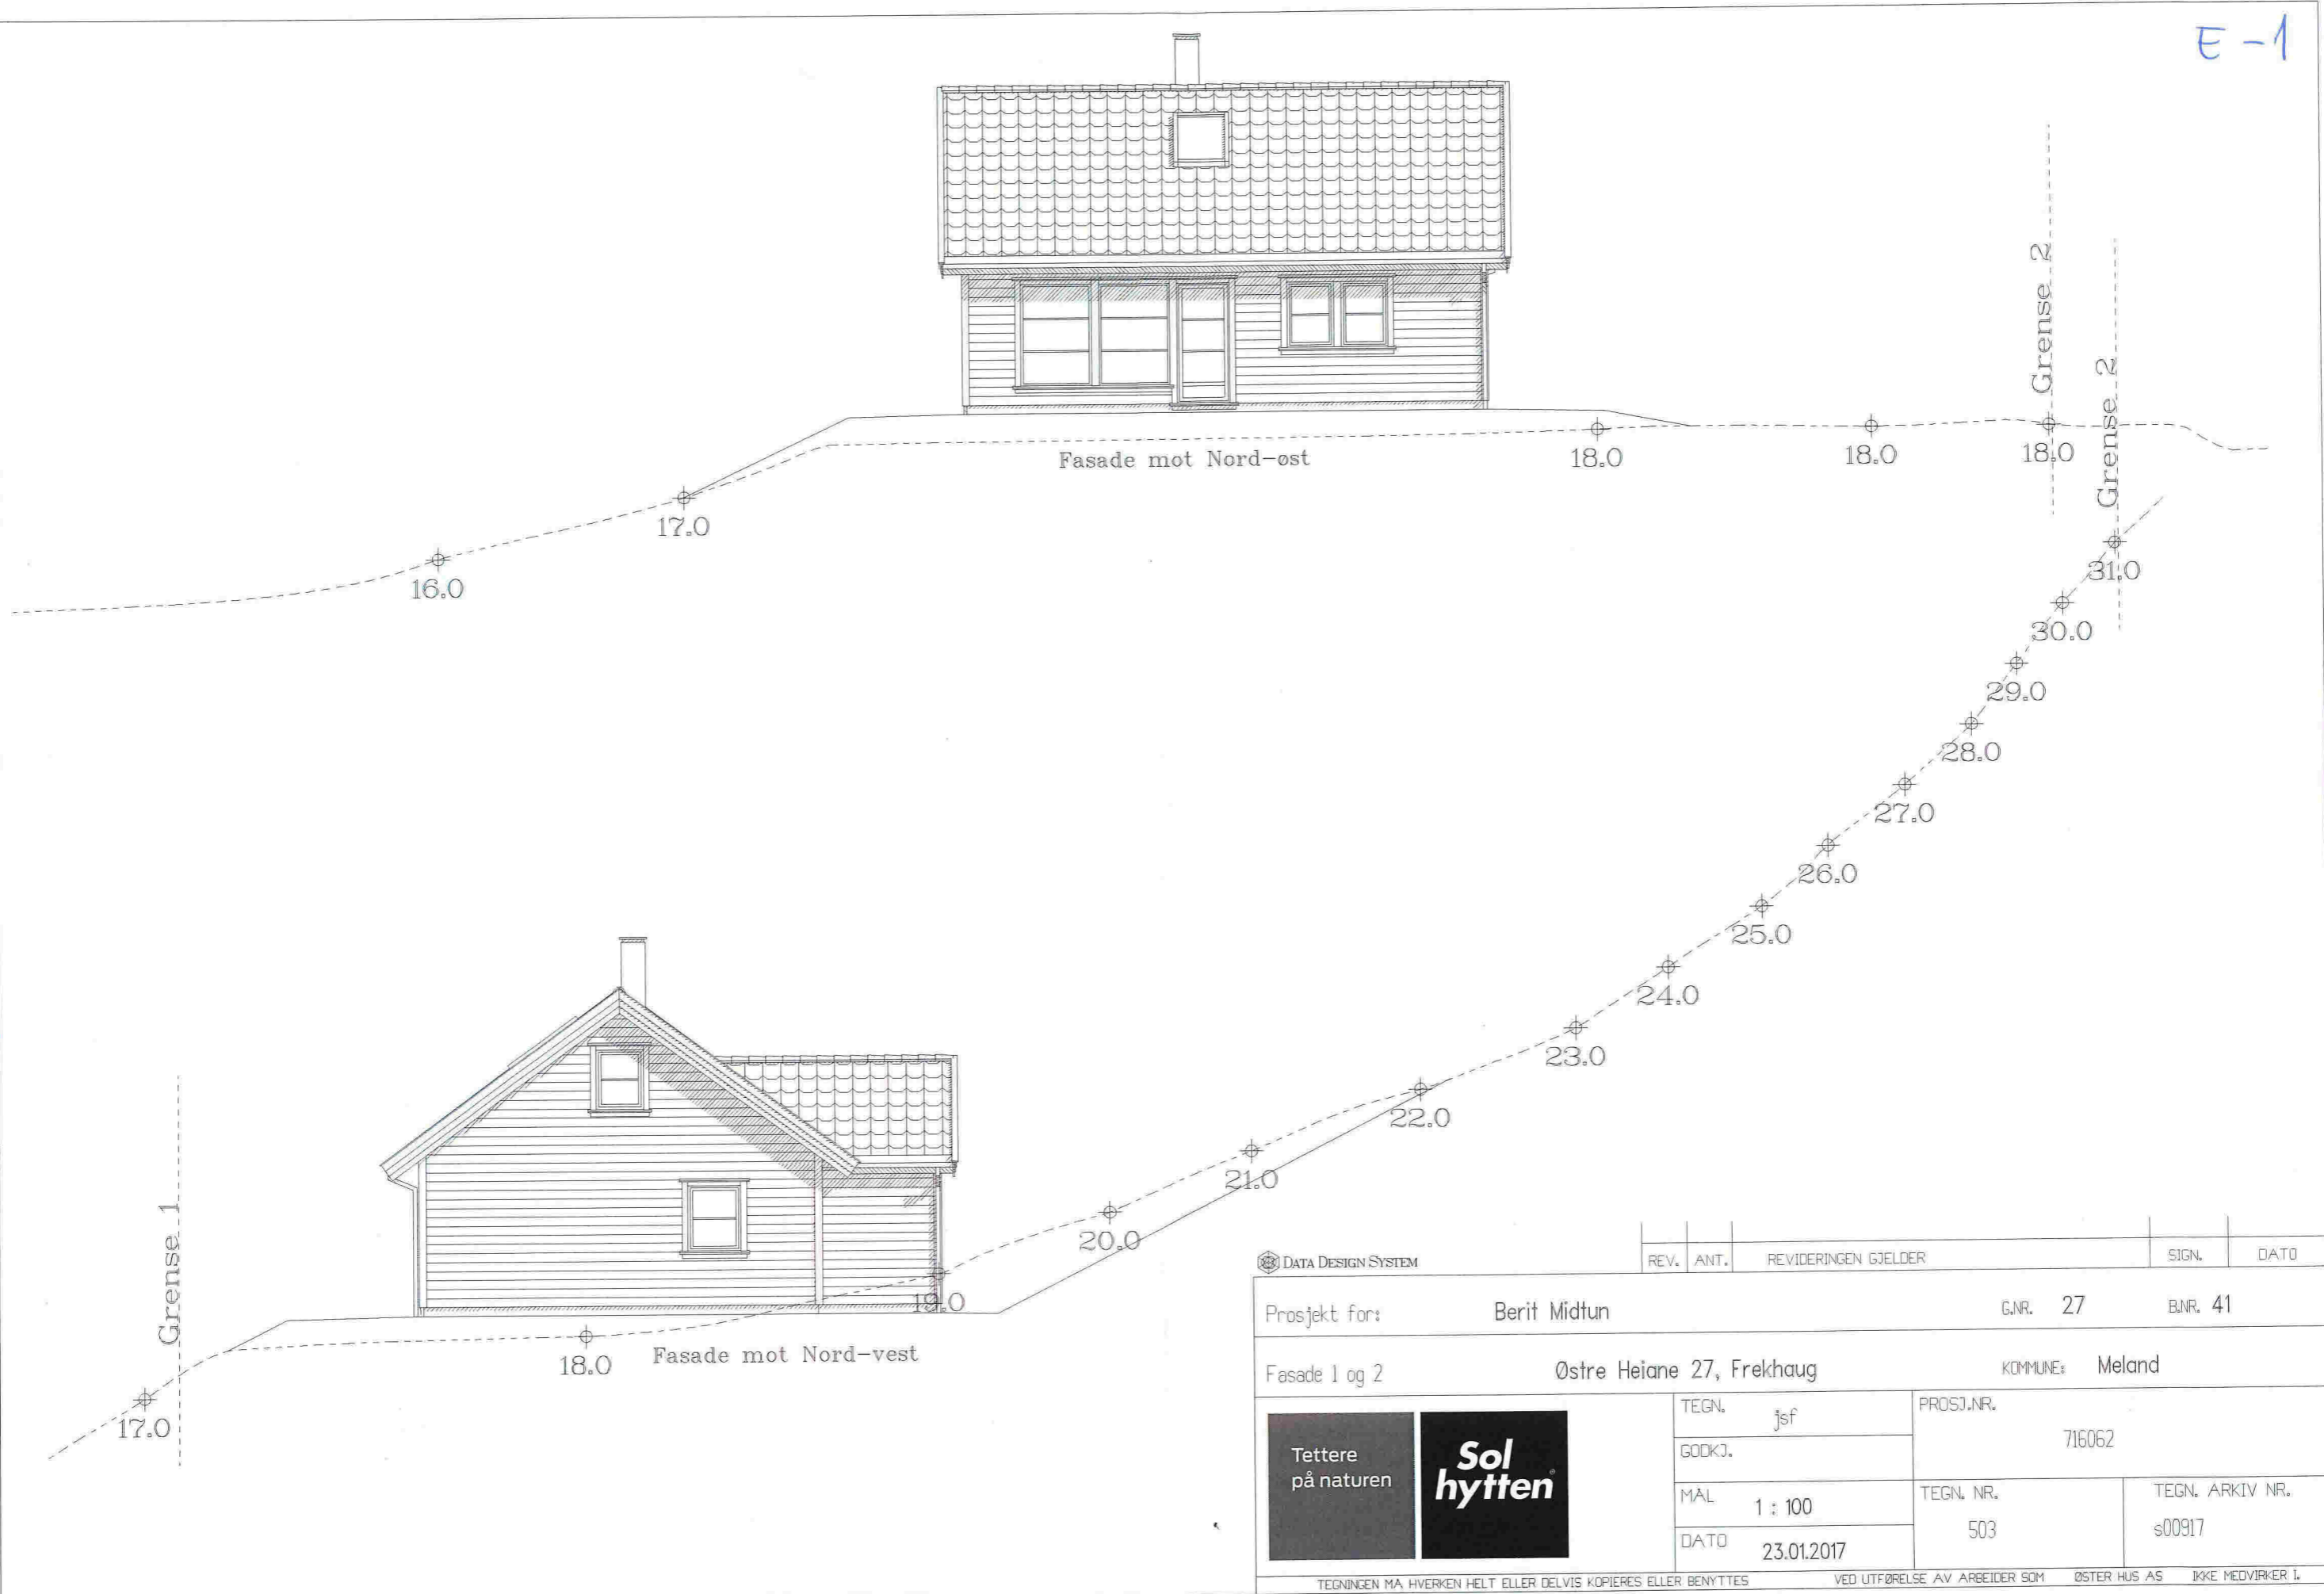 E-1
Grense 2
Grense 2
Fasade mot Nord-øst
18.0
18.0
18.0
17.0
16.0
31.0
30.0
29.0
28.0
27.0
26.0
25.0
24.0
23.0
22.0
21.0
20.0
19.0
Grense 1
18.0
Fasade mot Nord-vest
17.0
DATA DESIGN SYSTEM
REV. ANT. REVIDERINGEN GJELDER SIGN. DATO
Prosjekt for: Berit Midtun G.NR. 27 B.NR. 41
Fasade 1 og 2 Østre Heiane 27, Frekhaug KOMMUNE: Meland
Tettere
på naturen
Sol
hytten®
TEGN. jsf
PROSJ.NR.
716062
GODKJ.
MÅL 1 : 100
TEGN. NR.
503
TEGN. ARKIV NR.
s00917
DATO 23.01.2017
TEGNINGEN MÅ HVERKEN HELT ELLER DELVIS KOPIERES ELLER BENYTTES VED UTFØRELSE AV ARBEIDER SOM ØSTER HUS AS IKKE MEDVIRKER I.